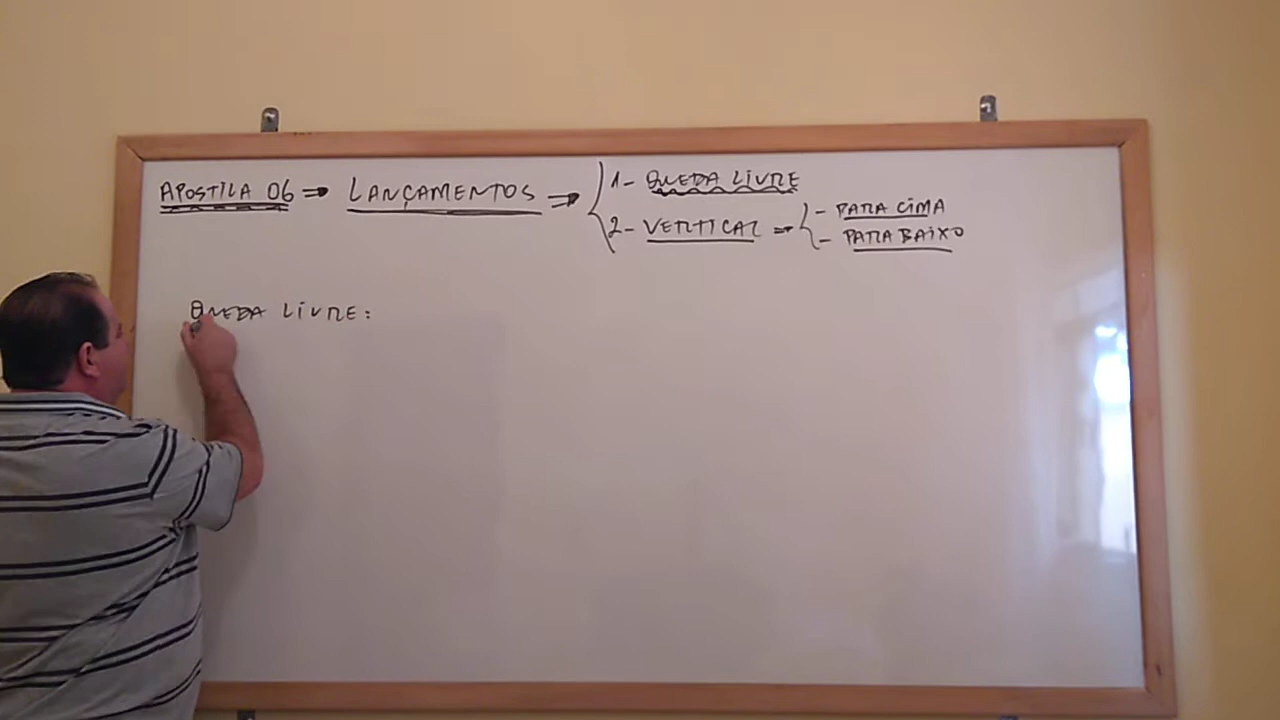 APOSTILA 06 ⇒ LANÇAMENTOS ⇒ { 1- QUEDA LIVRE
2- VERTICAL ⇒ { - PARA CIMA
- PARA BAIXO
QUEDA LIVRE: